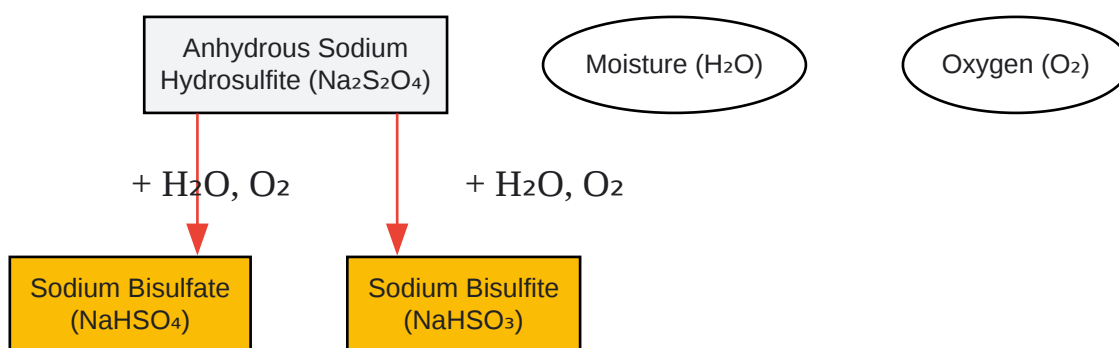 Anhydrous Sodium
Hydrosulfite (Na₂S₂O₄)
Moisture (H₂O)
Oxygen (O₂)
+ H₂O, O₂
+ H₂O, O₂
Sodium Bisulfate
(NaHSO₄)
Sodium Bisulfite
(NaHSO₃)